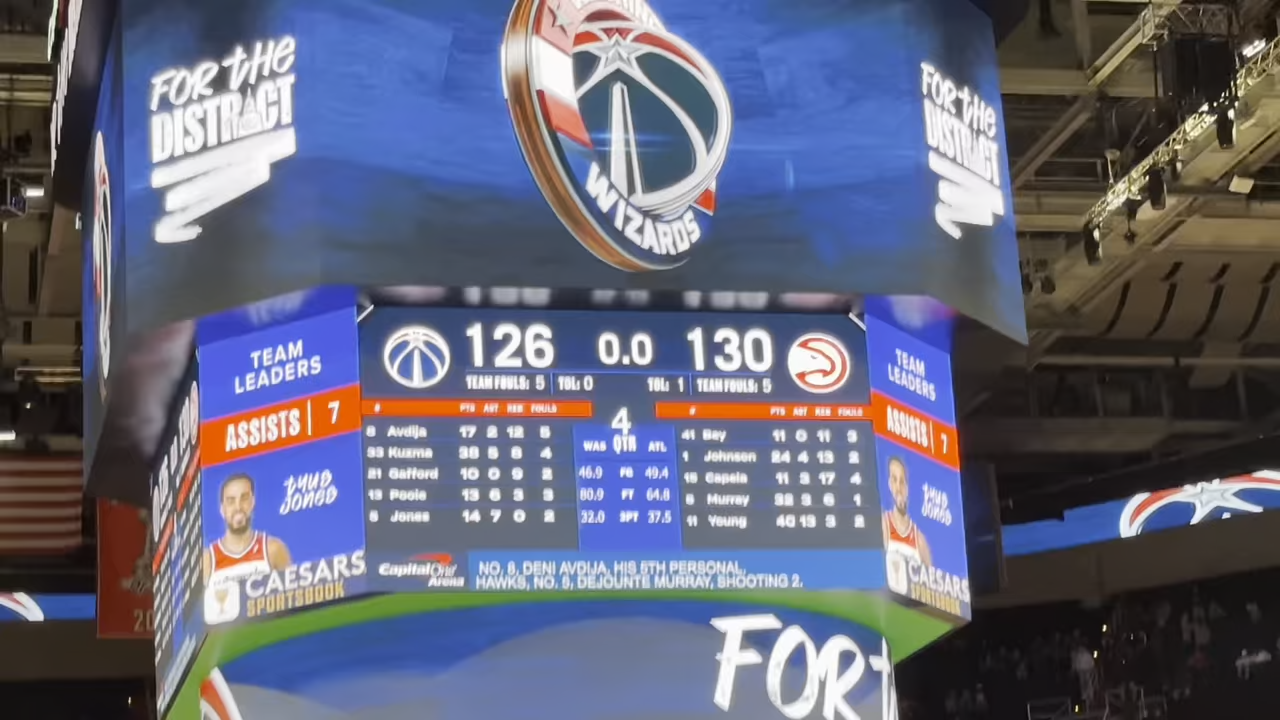 FOR THE
DISTRICT
WIZARDS
FOR THE
DISTRICT
TEAM
LEADERS
ASSISTS | 7
TYUS
JONES
CAESARS
SPORTSBOOK
126 0.0 130
TEAM FOULS: 5 TOL: 0 TOL: 1 TEAM FOULS: 5
# PTS AST REB FOULS
4
QTR
# PTS AST REB FOULS
8 Avdija 17 2 12 5
33 Kuzma 38 5 6 4
21 Gafford 10 0 9 2
13 Poole 13 6 3 3
5 Jones 14 7 0 2
WAS ATL
46.9 FG 49.4
80.9 FT 64.8
32.0 3PT 37.5
41 Bey 11 0 11 3
1 Johnson 24 4 13 2
15 Capela 11 3 17 4
5 Murray 32 3 6 1
11 Young 40 13 3 2
Capital One
Arena
NO. 8, DENI AVDIJA, HIS 5TH PERSONAL.
HAWKS, NO. 5, DEJOUNTE MURRAY, SHOOTING 2.
TEAM
LEADERS
ASSISTS | 7
TYUS
JONES
CAESARS
SPORTSBOOK
FOR